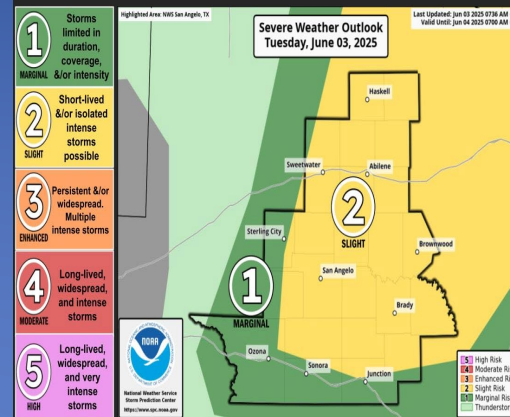 1
MARGINAL
Storms
limited in
duration,
coverage,
&/or intensity
2
SLIGHT
Short-lived
&/or isolated
intense
storms
possible
3
ENHANCED
Persistent &/or
widespread.
Multiple
intense storms
4
MODERATE
Long-lived,
widespread,
and intense
storms
5
HIGH
Long-lived,
widespread,
and very
intense
storms
Highlighted Area: NWS San Angelo, TX
Severe Weather Outlook
Tuesday, June 03, 2025
Last Updated: Jun 03 2025 0736 AM
Valid Until: Jun 04 2025 0700 AM
Haskell
Sweetwater
Abilene
2
SLIGHT
Sterling City
Brownwood
San Angelo
1
MARGINAL
Brady
Ozona
Sonora
Junction
NOAA
National Weather Service
Storm Prediction Center
https://www.spc.noaa.gov
5 High Risk
4 Moderate Ris
3 Enhanced Ri
2 Slight Risk
1 Marginal Ris
Thunderstor